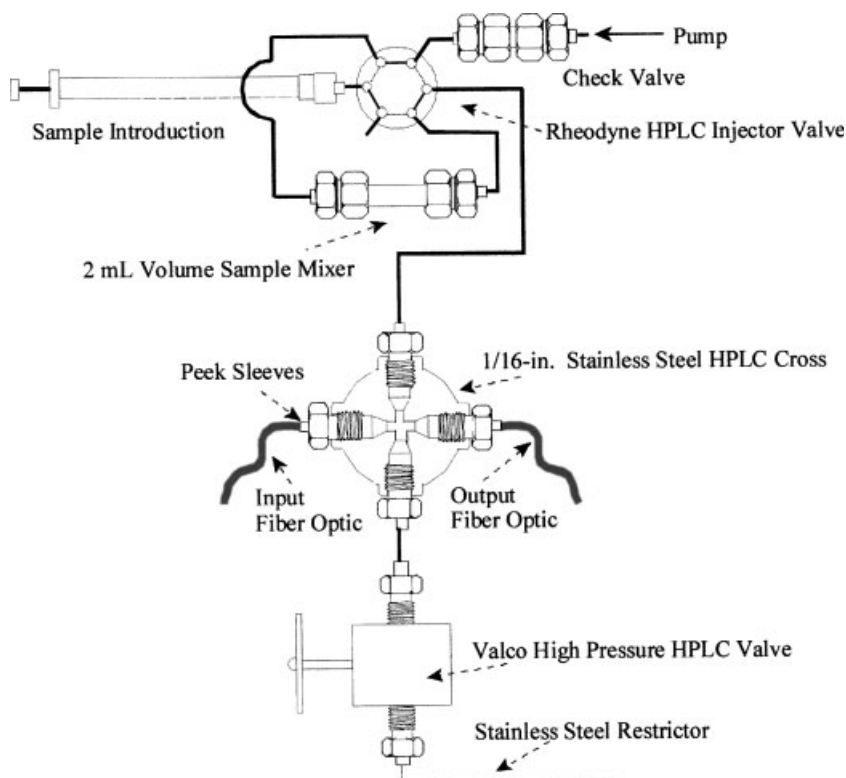 Pump
Check Valve
Sample Introduction
Rheodyne HPLC Injector Valve
2 mL Volume Sample Mixer
1/16-in. Stainless Steel HPLC Cross
Peek Sleeves
Input
Fiber Optic
Output
Fiber Optic
Valco High Pressure HPLC Valve
Stainless Steel Restrictor